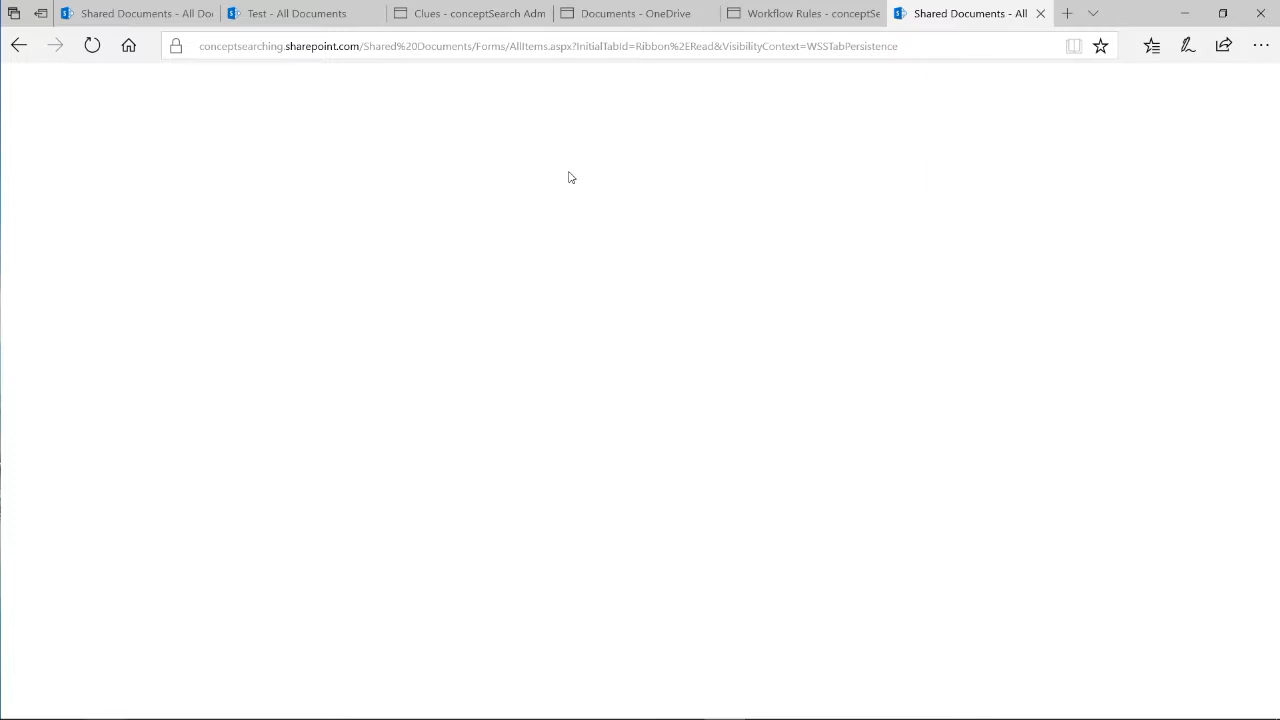 Shared Documents - All Do
Test - All Documents
Clues - conceptSearch Adm
Documents - OneDrive
Workflow Rules - conceptSe
Shared Documents - All
conceptsearching.sharepoint.com/Shared%20Documents/Forms/AllItems.aspx?InitialTabId=Ribbon%2ERead&VisibilityContext=WSSTabPersistence